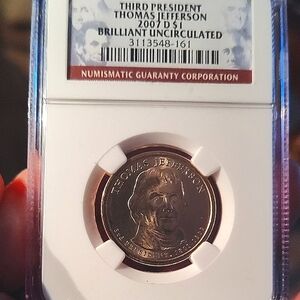 THIRD PRESIDENT
THOMAS JEFFERSON
2007 D $1
BRILLIANT UNCIRCULATED
3113548-161
NUMISMATIC GUARANTY CORPORATION
THOMAS JEFFERSON